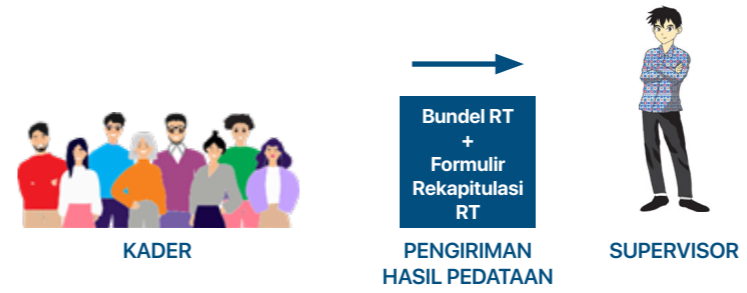 Bundel RT
+
Formulir
Rekapitulasi
RT
KADER
PENGIRIMAN
HASIL PEDATAAN
SUPERVISOR